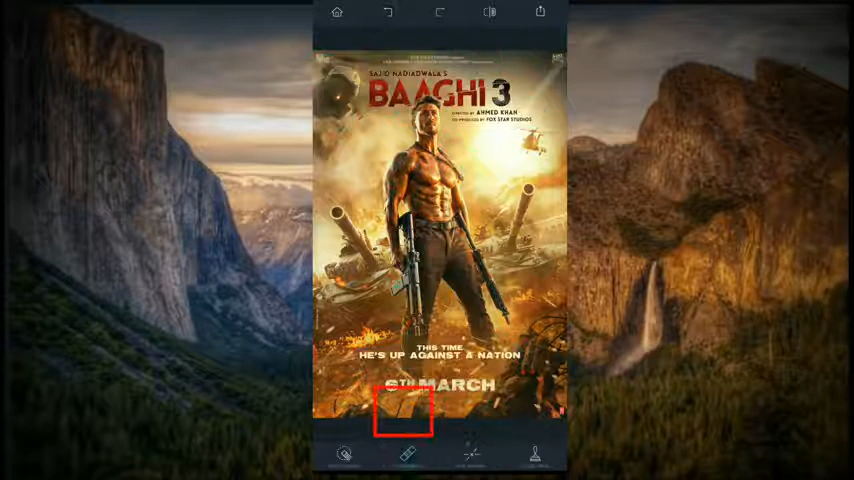 SAJID NADIADWALA'S
BAAGHI 3
DIRECTED BY AHMED KHAN
CO-PRODUCED BY FOX STAR STUDIOS
THIS TIME
HE'S UP AGAINST A NATION
6TH MARCH